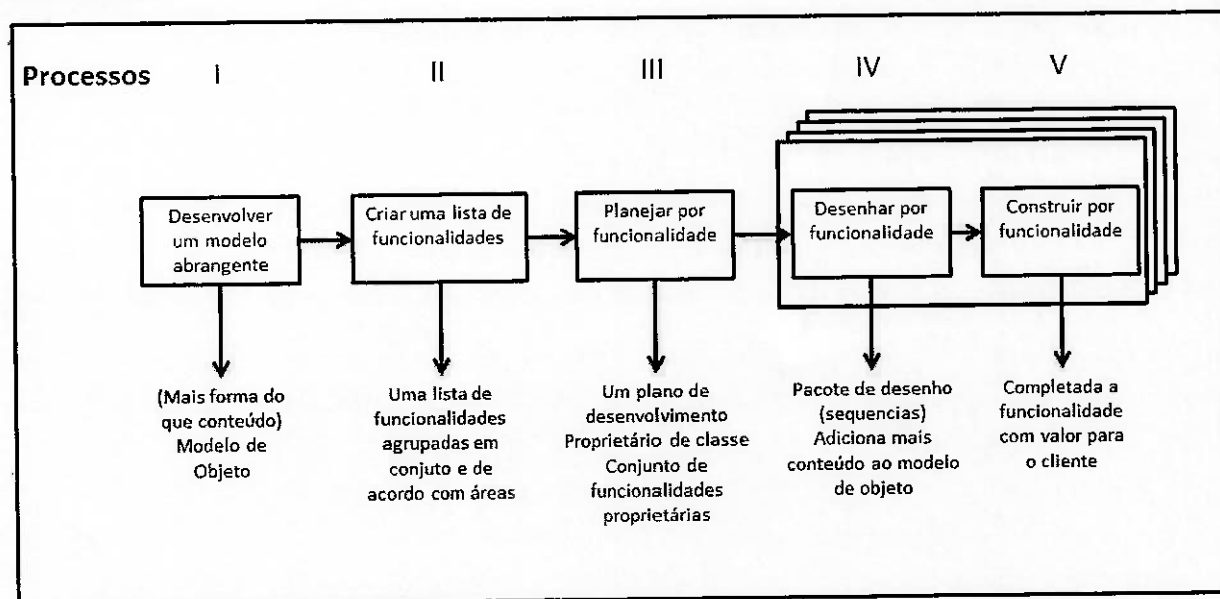 Processos I II III IV V
Desenvolver
um modelo
abrangente
Criar uma lista de
funcionalidades
Planejar por
funcionalidade
Desenhar por
funcionalidade
Construir por
funcionalidade
(Mais forma do
que conteúdo)
Modelo de
Objeto
Uma lista de
funcionalidades
agrupadas em
conjuto e de
acordo com áreas
Um plano de
desenvolvimento
Proprietário de classe
Conjunto de
funcionalidades
proprietárias
Pacote de desenho
(sequencias)
Adiciona mais
conteúdo ao modelo
de objeto
Completada a
funcionalidade
com valor para
o cliente